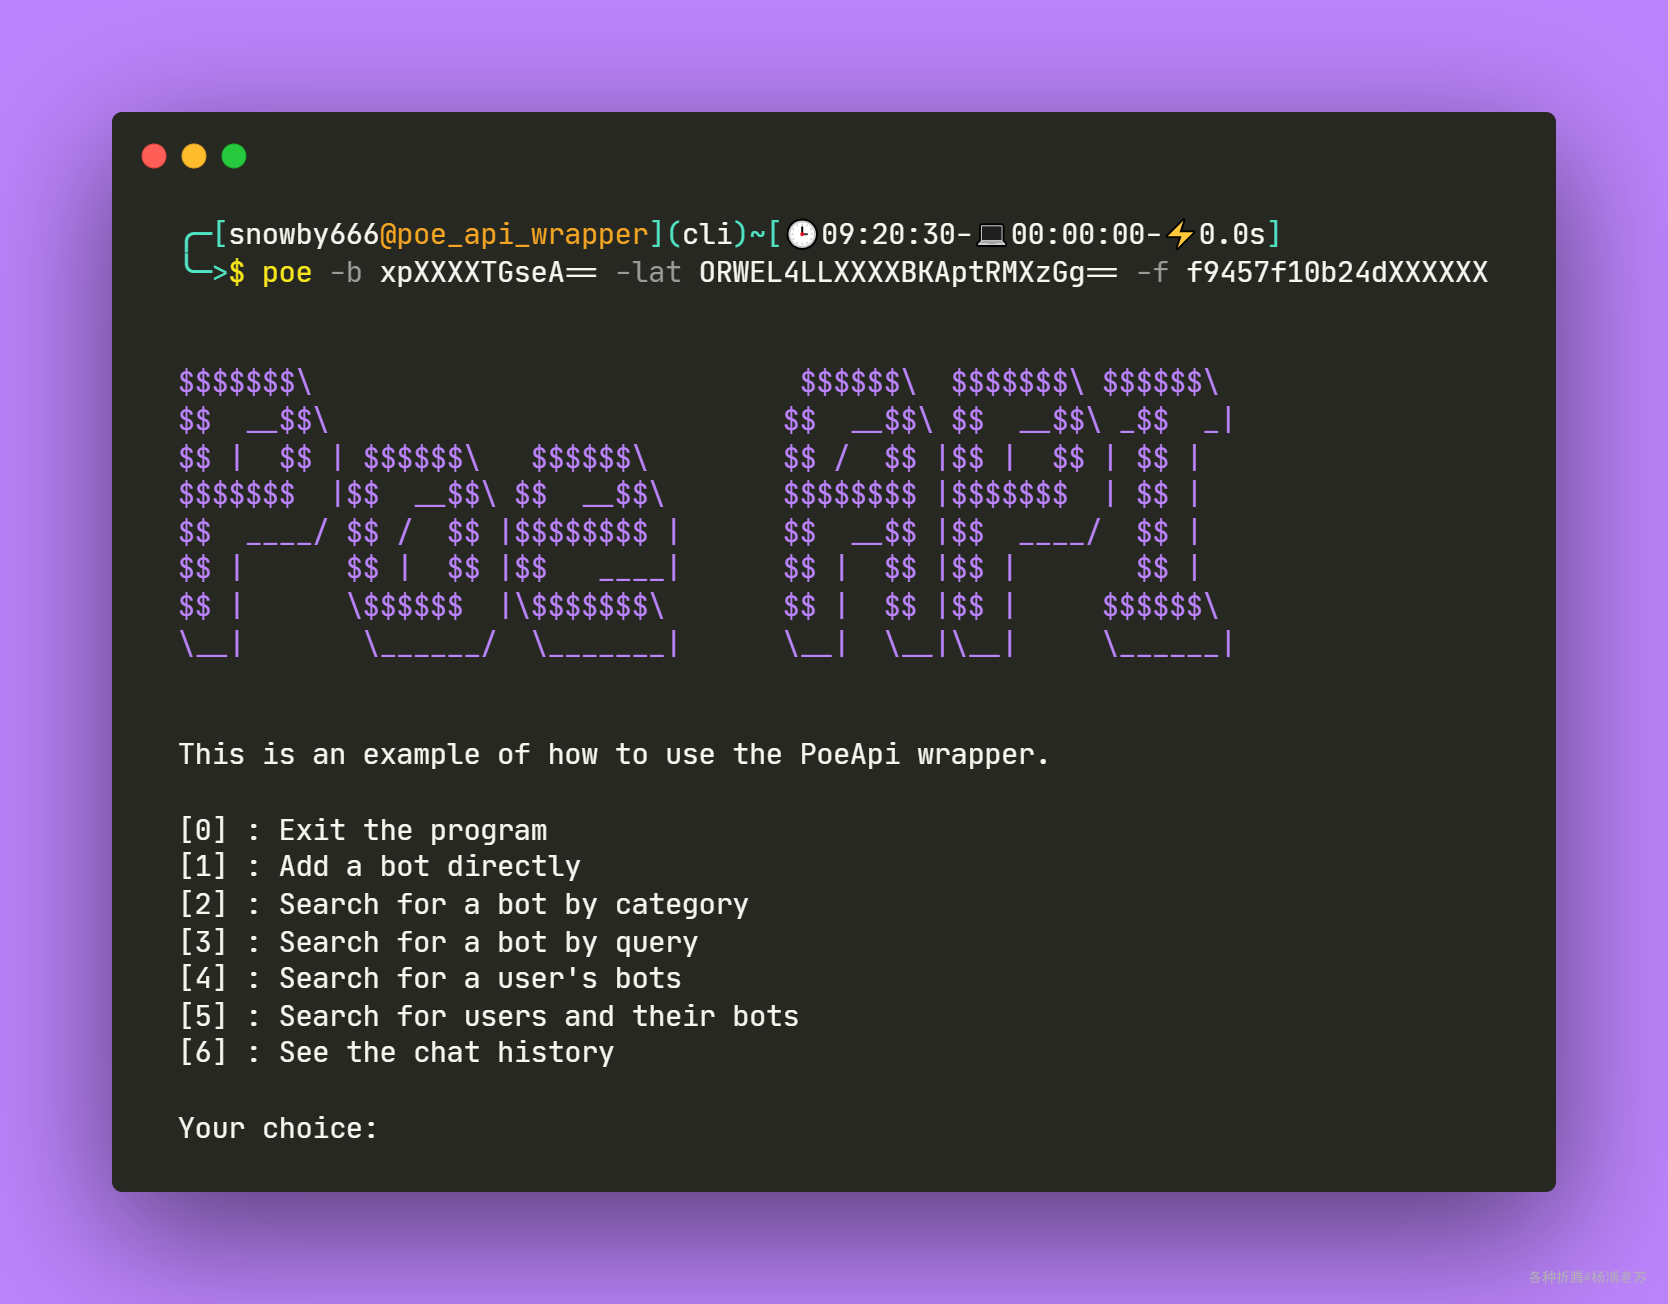 ╭─[snowby666@poe_api_wrapper](cli)~[🕐09:20:30-💻00:00:00-⚡0.0s]
╰─>$ poe -b xpXXXXTGseA== -lat ORWEL4LLXXXXBKAptRMXzGg== -f f9457f10b24dXXXXXX
$$$$$$$\                             $$$$$$\  $$$$$$$\ $$$$$$\
$$  __$$\                           $$  __$$\ $$  __$$\ _$$  _|
$$ |  $$ | $$$$$$\   $$$$$$\        $$ /  $$ |$$ |  $$ | $$ |
$$$$$$$  |$$  __$$\ $$  __$$\       $$$$$$$$ |$$$$$$$  | $$ |
$$  ____/ $$ /  $$ |$$$$$$$$ |      $$  __$$ |$$  ____/  $$ |
$$ |      $$ |  $$ |$$   ____|      $$ |  $$ |$$ |       $$ |
$$ |      \$$$$$$  |\$$$$$$$\       $$ |  $$ |$$ |     $$$$$$\
\__|       \______/  \_______|      \__|  \__|\__|     \______|
This is an example of how to use the PoeApi wrapper.
[0] : Exit the program
[1] : Add a bot directly
[2] : Search for a bot by category
[3] : Search for a bot by query
[4] : Search for a user's bots
[5] : Search for users and their bots
[6] : See the chat history
Your choice:
各种折腾@杨浦老苏